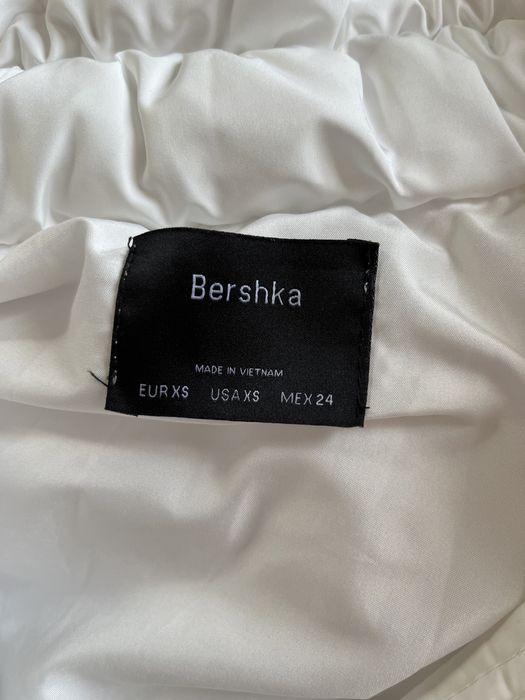 Bershka
MADE IN VIETNAM
EUR XS USA XS MEX 24